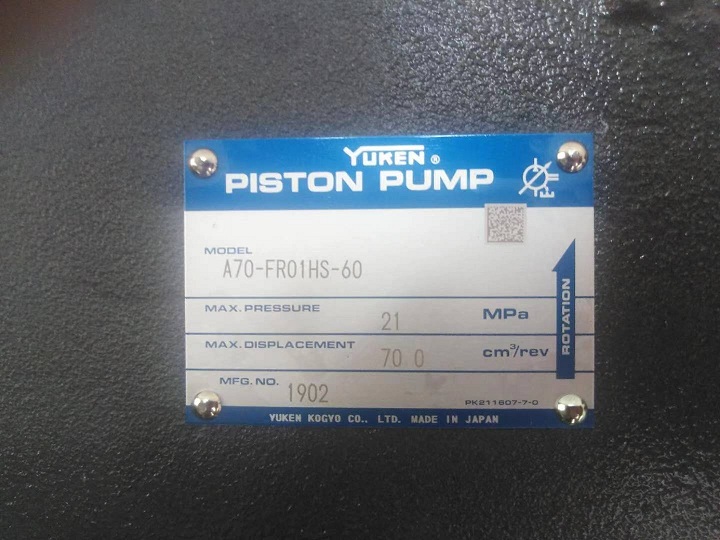 YUKEN ®
PISTON PUMP
MODEL
A70-FR01HS-60
MAX. PRESSURE 21 MPa
MAX. DISPLACEMENT 70 0 cm³/rev
MFG. NO. 1902
ROTATION
PK211607-7-0
YUKEN KOGYO CO., LTD. MADE IN JAPAN